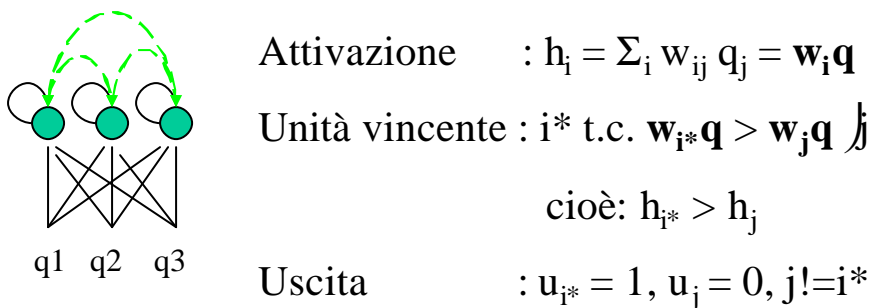 Attivazione : hᵢ = Σᵢ wᵢⱼ qⱼ = wᵢq
Unità vincente : i* t.c. wᵢ*q > wⱼq j
cioè: hᵢ* > hⱼ
q1 q2 q3
Uscita : uᵢ* = 1, uⱼ = 0, j!=i*